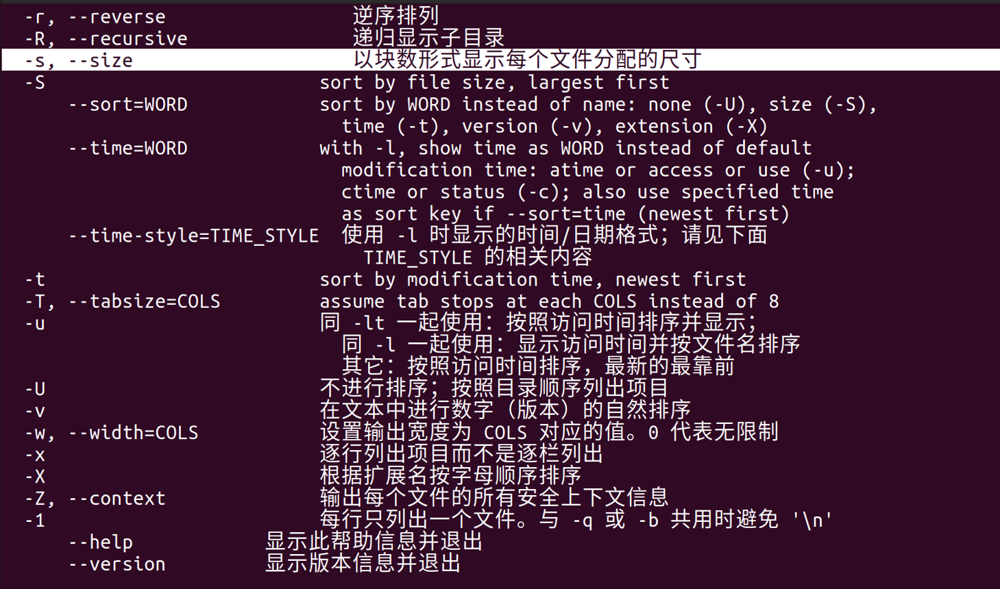 -r, --reverse 逆序排列
-R, --recursive 递归显示子目录
-s, --size 以块数形式显示每个文件分配的尺寸
-S sort by file size, largest first
--sort=WORD sort by WORD instead of name: none (-U), size (-S),
time (-t), version (-v), extension (-X)
--time=WORD with -l, show time as WORD instead of default
modification time: atime or access or use (-u);
ctime or status (-c); also use specified time
as sort key if --sort=time (newest first)
--time-style=TIME_STYLE 使用 -l 时显示的时间/日期格式；请见下面
TIME_STYLE 的相关内容
-t sort by modification time, newest first
-T, --tabsize=COLS assume tab stops at each COLS instead of 8
-u 同 -lt 一起使用：按照访问时间排序并显示；
同 -l 一起使用：显示访问时间并按文件名排序
其它：按照访问时间排序，最新的最靠前
-U 不进行排序；按照目录顺序列出项目
-v 在文本中进行数字（版本）的自然排序
-w, --width=COLS 设置输出宽度为 COLS 对应的值。0 代表无限制
-x 逐行列出项目而不是逐栏列出
-X 根据扩展名按字母顺序排序
-Z, --context 输出每个文件的所有安全上下文信息
-1 每行只列出一个文件。与 -q 或 -b 共用时避免 '\n'
--help 显示此帮助信息并退出
--version 显示版本信息并退出